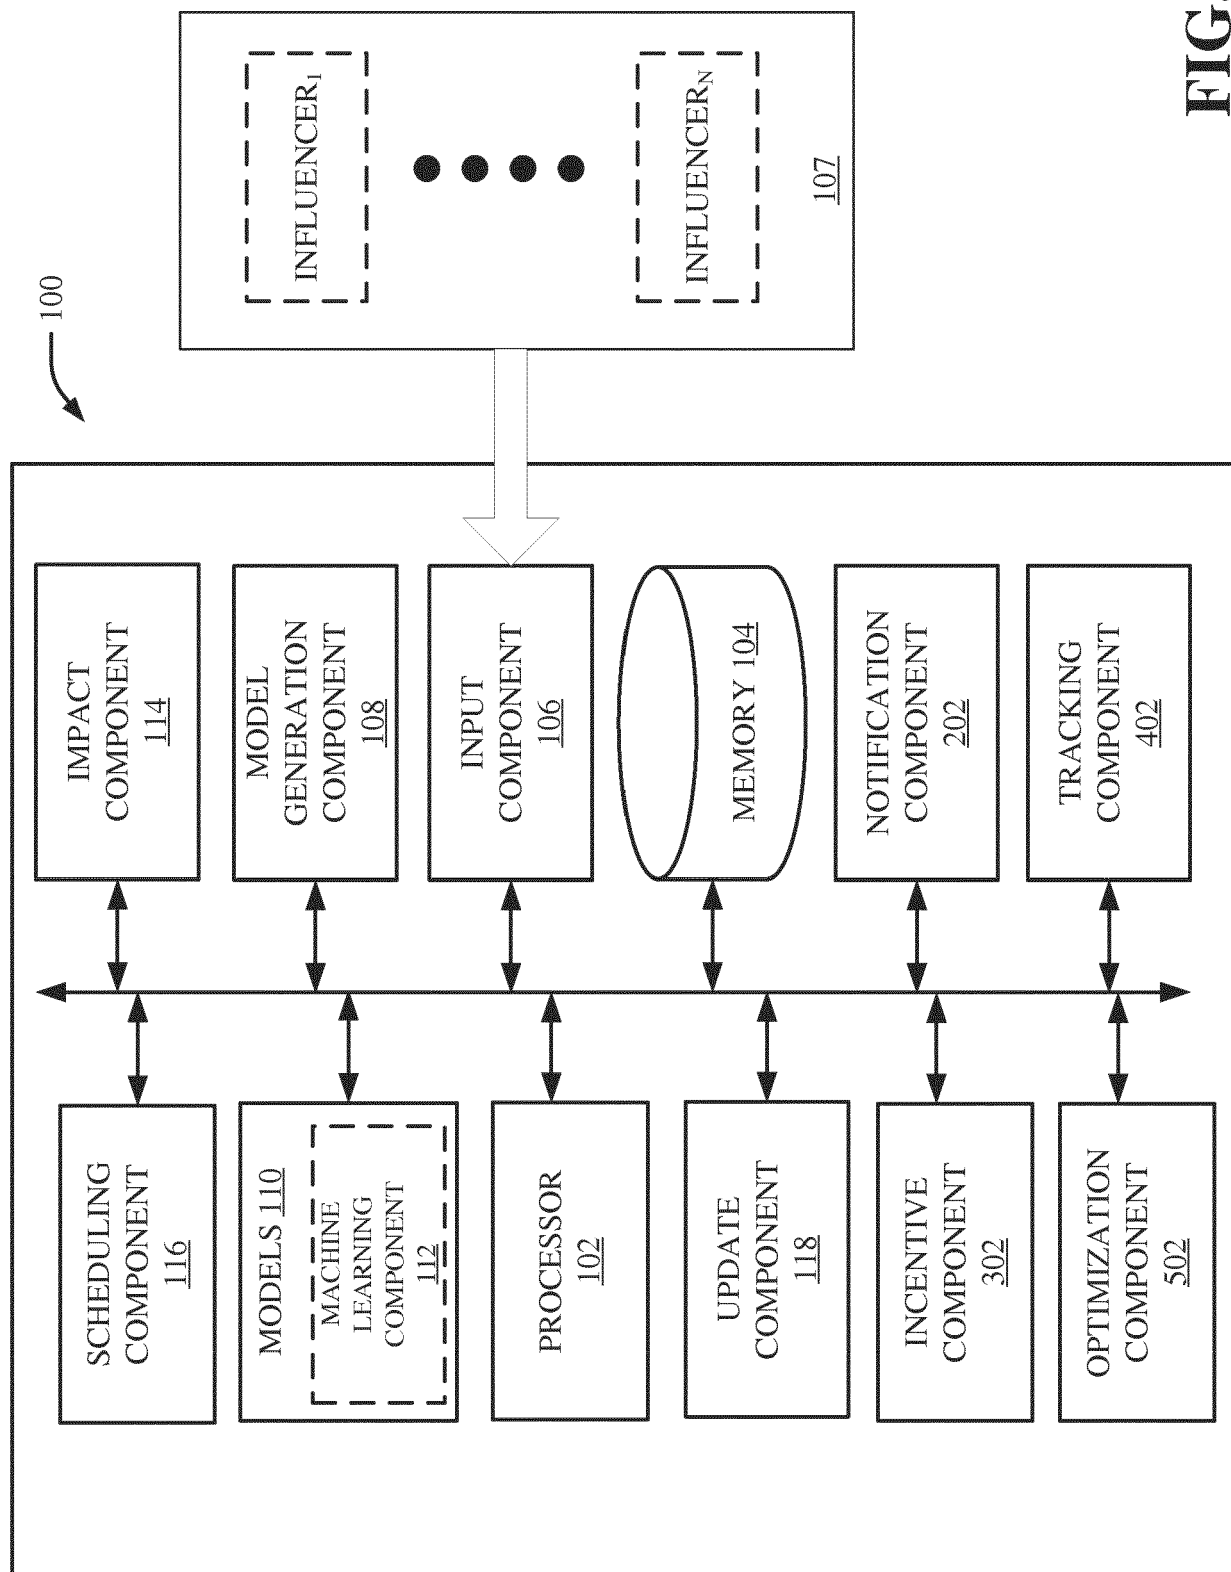 100
SCHEDULING
COMPONENT
116
IMPACT
COMPONENT
114
MODELS 110
MACHINE
LEARNING
COMPONENT
112
MODEL
GENERATION
COMPONENT
108
PROCESSOR
102
INPUT
COMPONENT
106
UPDATE
COMPONENT
118
MEMORY 104
INCENTIVE
COMPONENT
302
NOTIFICATION
COMPONENT
202
OPTIMIZATION
COMPONENT
502
TRACKING
COMPONENT
402
INFLUENCER1
INFLUENCERN
107
FIG.